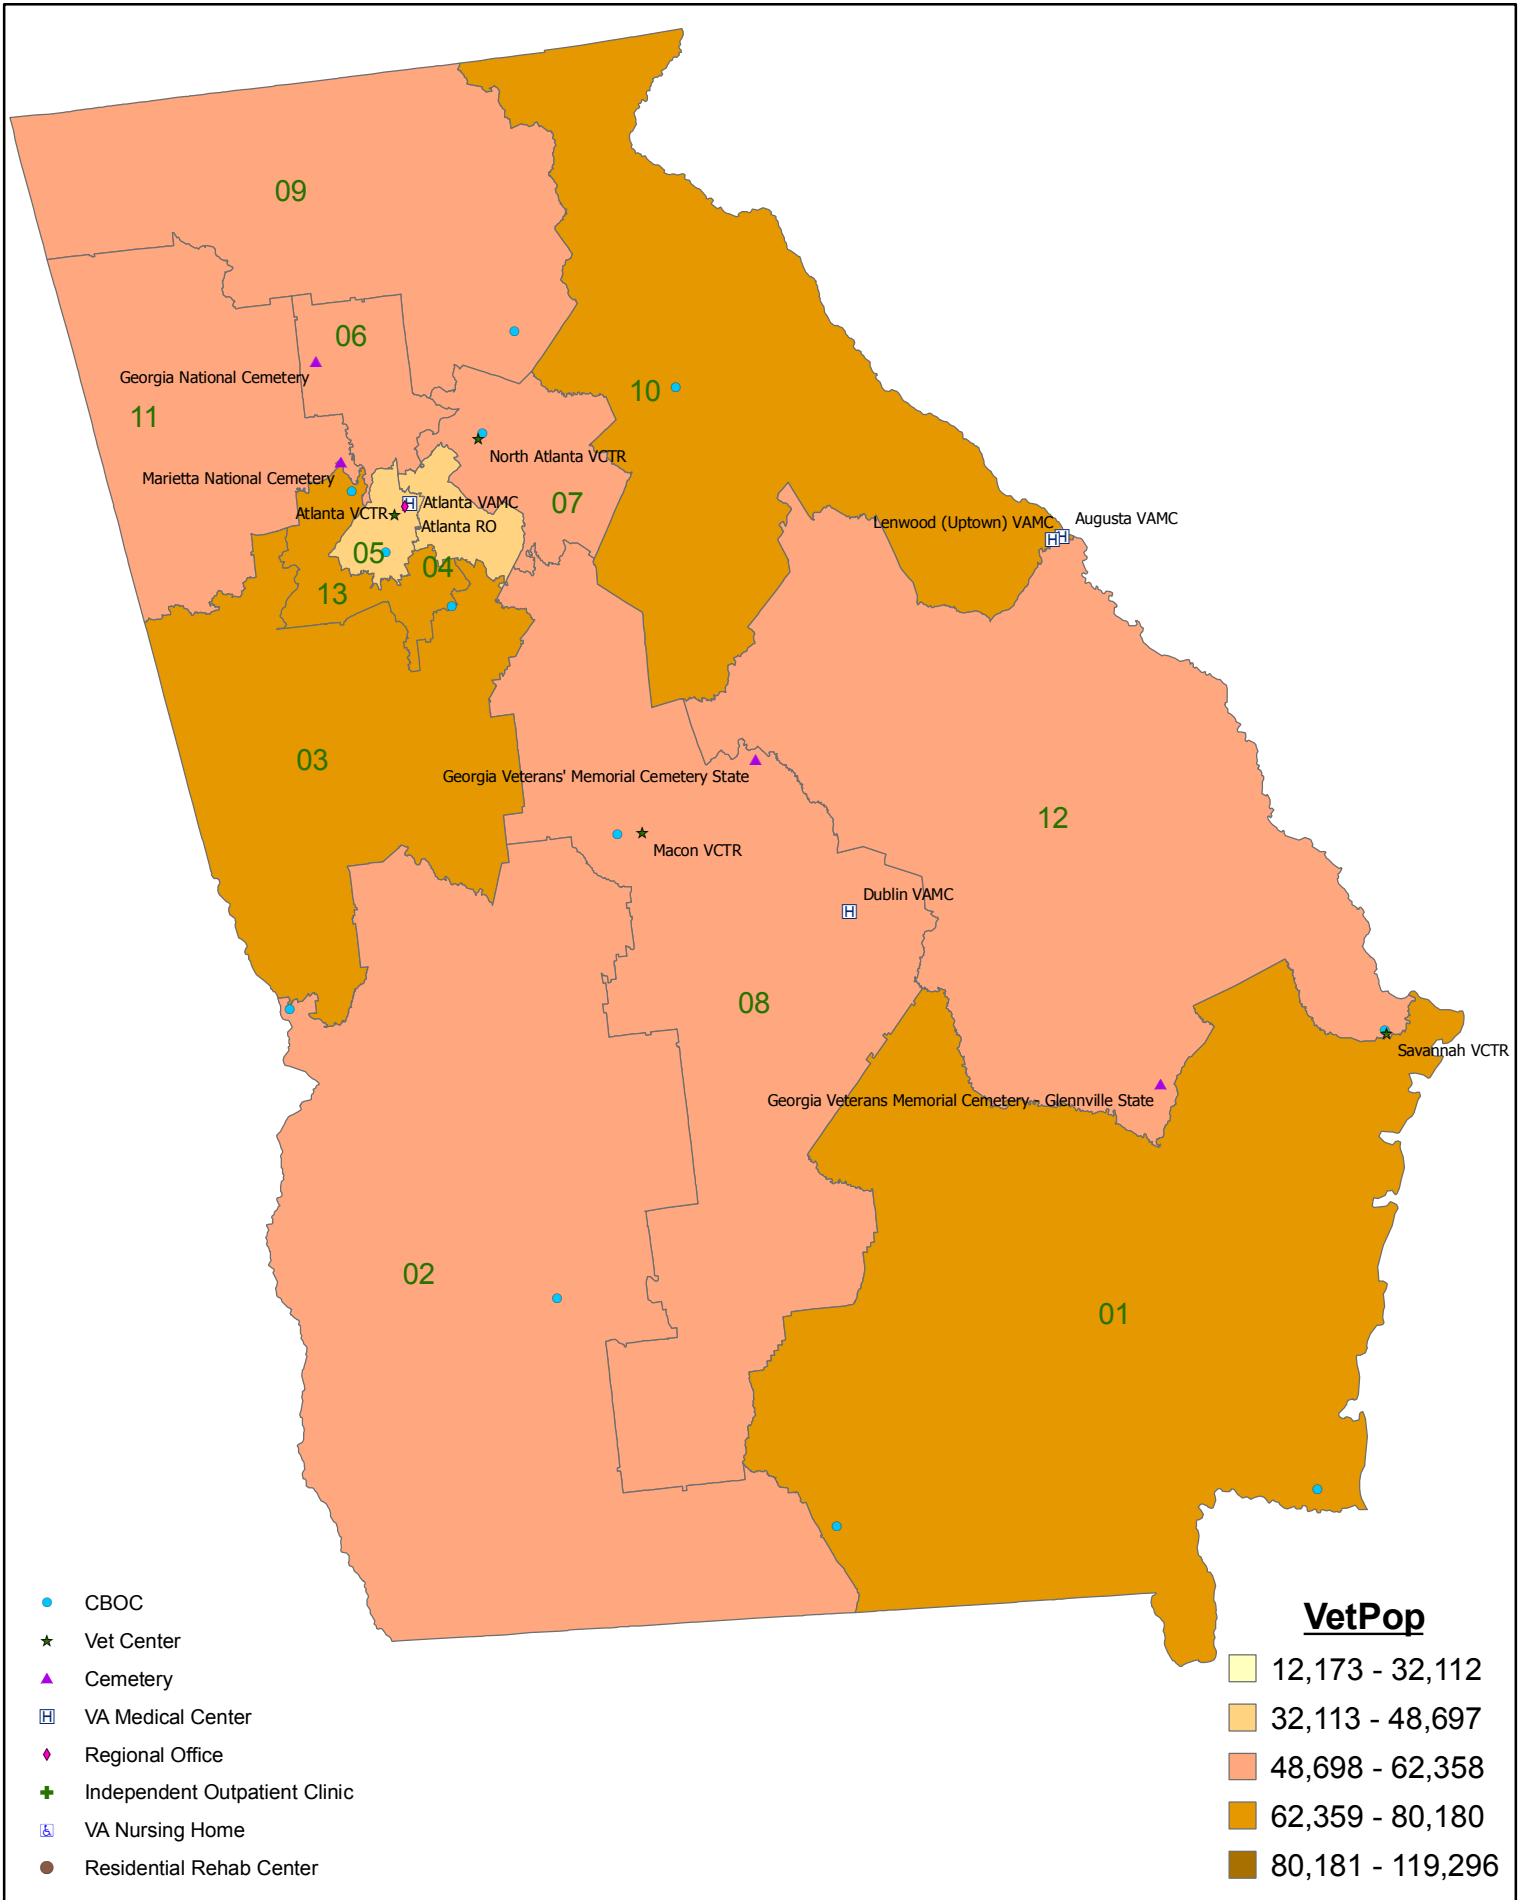 09
06
Georgia National Cemetery
10
11
North Atlanta VCTR
Marietta National Cemetery
07
Atlanta VAMC
Atlanta VCTR
Atlanta RO
Lenwood (Uptown) VAMC
Augusta VAMC
05
04
13
03
Georgia Veterans' Memorial Cemetery State
12
Macon VCTR
Dublin VAMC
08
Savannah VCTR
Georgia Veterans Memorial Cemetery - Glennville State
02
01
CBOC
Vet Center
Cemetery
VA Medical Center
Regional Office
Independent Outpatient Clinic
VA Nursing Home
Residential Rehab Center
VetPop
12,173 - 32,112
32,113 - 48,697
48,698 - 62,358
62,359 - 80,180
80,181 - 119,296